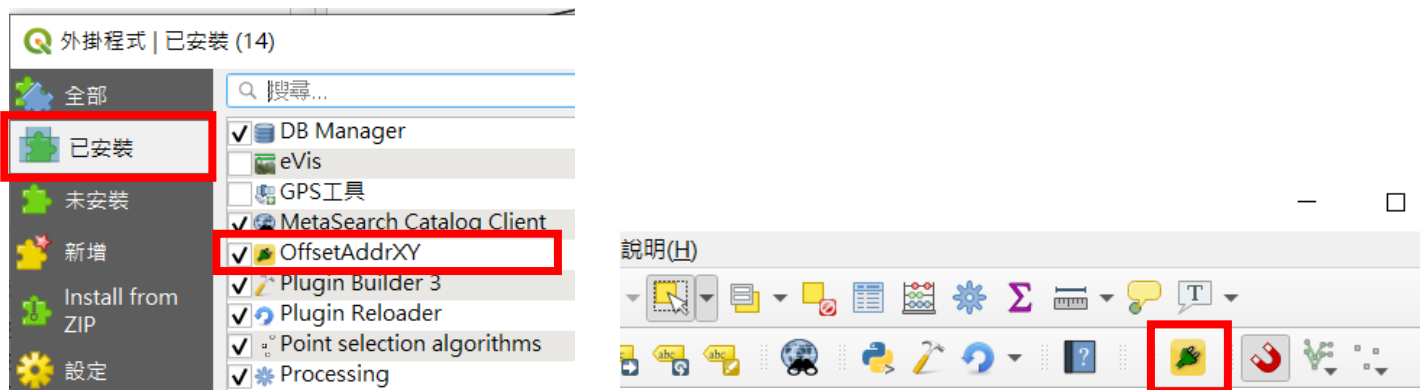 外掛程式 | 已安裝 (14)
全部
已安裝
未安裝
新增
Install from
ZIP
設定
搜尋...
DB Manager
eVis
GPS工具
MetaSearch Catalog Client
OffsetAddrXY
Plugin Builder 3
Plugin Reloader
Point selection algorithms
Processing
說明(H)